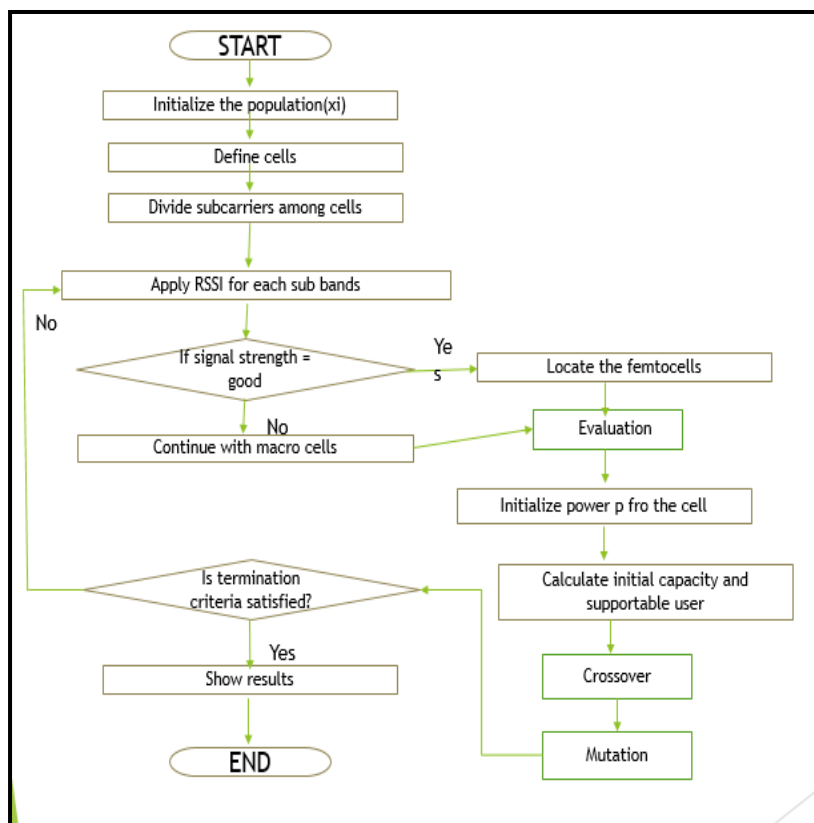 START
Initialize the population(xi)
Define cells
Divide subcarriers among cells
Apply RSSI for each sub bands
No
If signal strength =
good
Ye
s
Locate the femtocells
No
Continue with macro cells
Evaluation
Initialize power p fro the cell
Calculate initial capacity and
supportable user
Crossover
Mutation
Is termination
criteria satisfied?
Yes
Show results
END